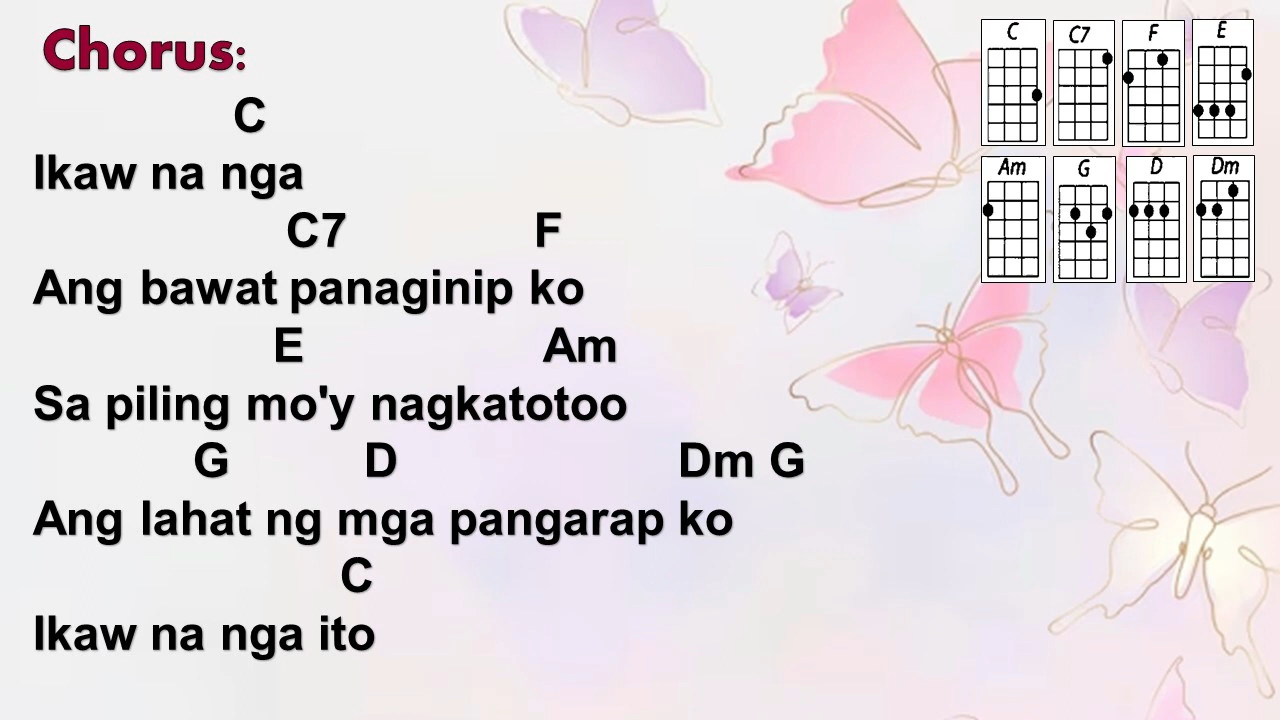 Chorus:
C
Ikaw na nga
C7 F
Ang bawat panaginip ko
E Am
Sa piling mo'y nagkatotoo
G D Dm G
Ang lahat ng mga pangarap ko
C
Ikaw na nga ito
C C7 F E
Am G D Dm